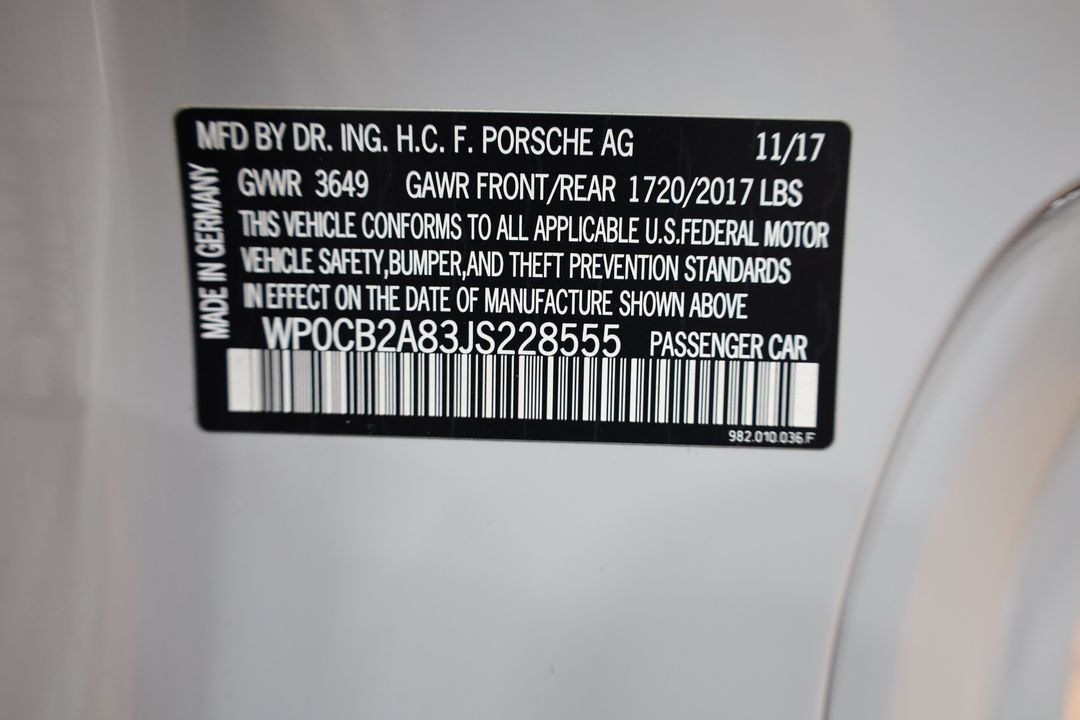 MFD BY DR. ING. H.C. F. PORSCHE AG 11/17
GVWR 3649 GAWR FRONT/REAR 1720/2017 LBS
THIS VEHICLE CONFORMS TO ALL APPLICABLE U.S.FEDERAL MOTOR
VEHICLE SAFETY,BUMPER,AND THEFT PREVENTION STANDARDS
IN EFFECT ON THE DATE OF MANUFACTURE SHOWN ABOVE
WP0CB2A83JS228555 PASSENGER CAR
982.010.036.F
MADE IN GERMANY